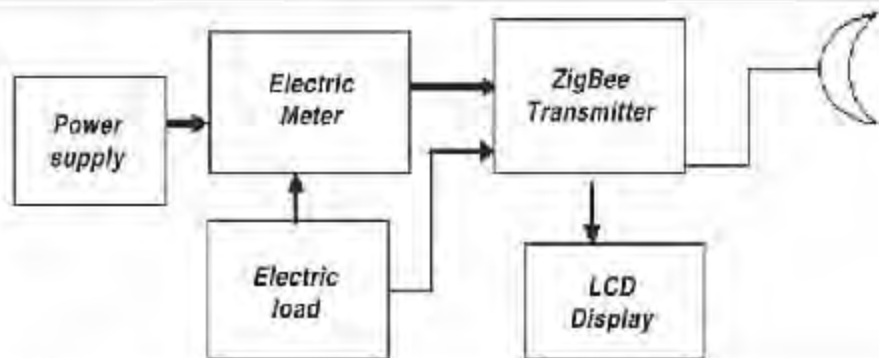 Power
supply
Electric
Meter
ZigBee
Transmitter
Electric
load
LCD
Display